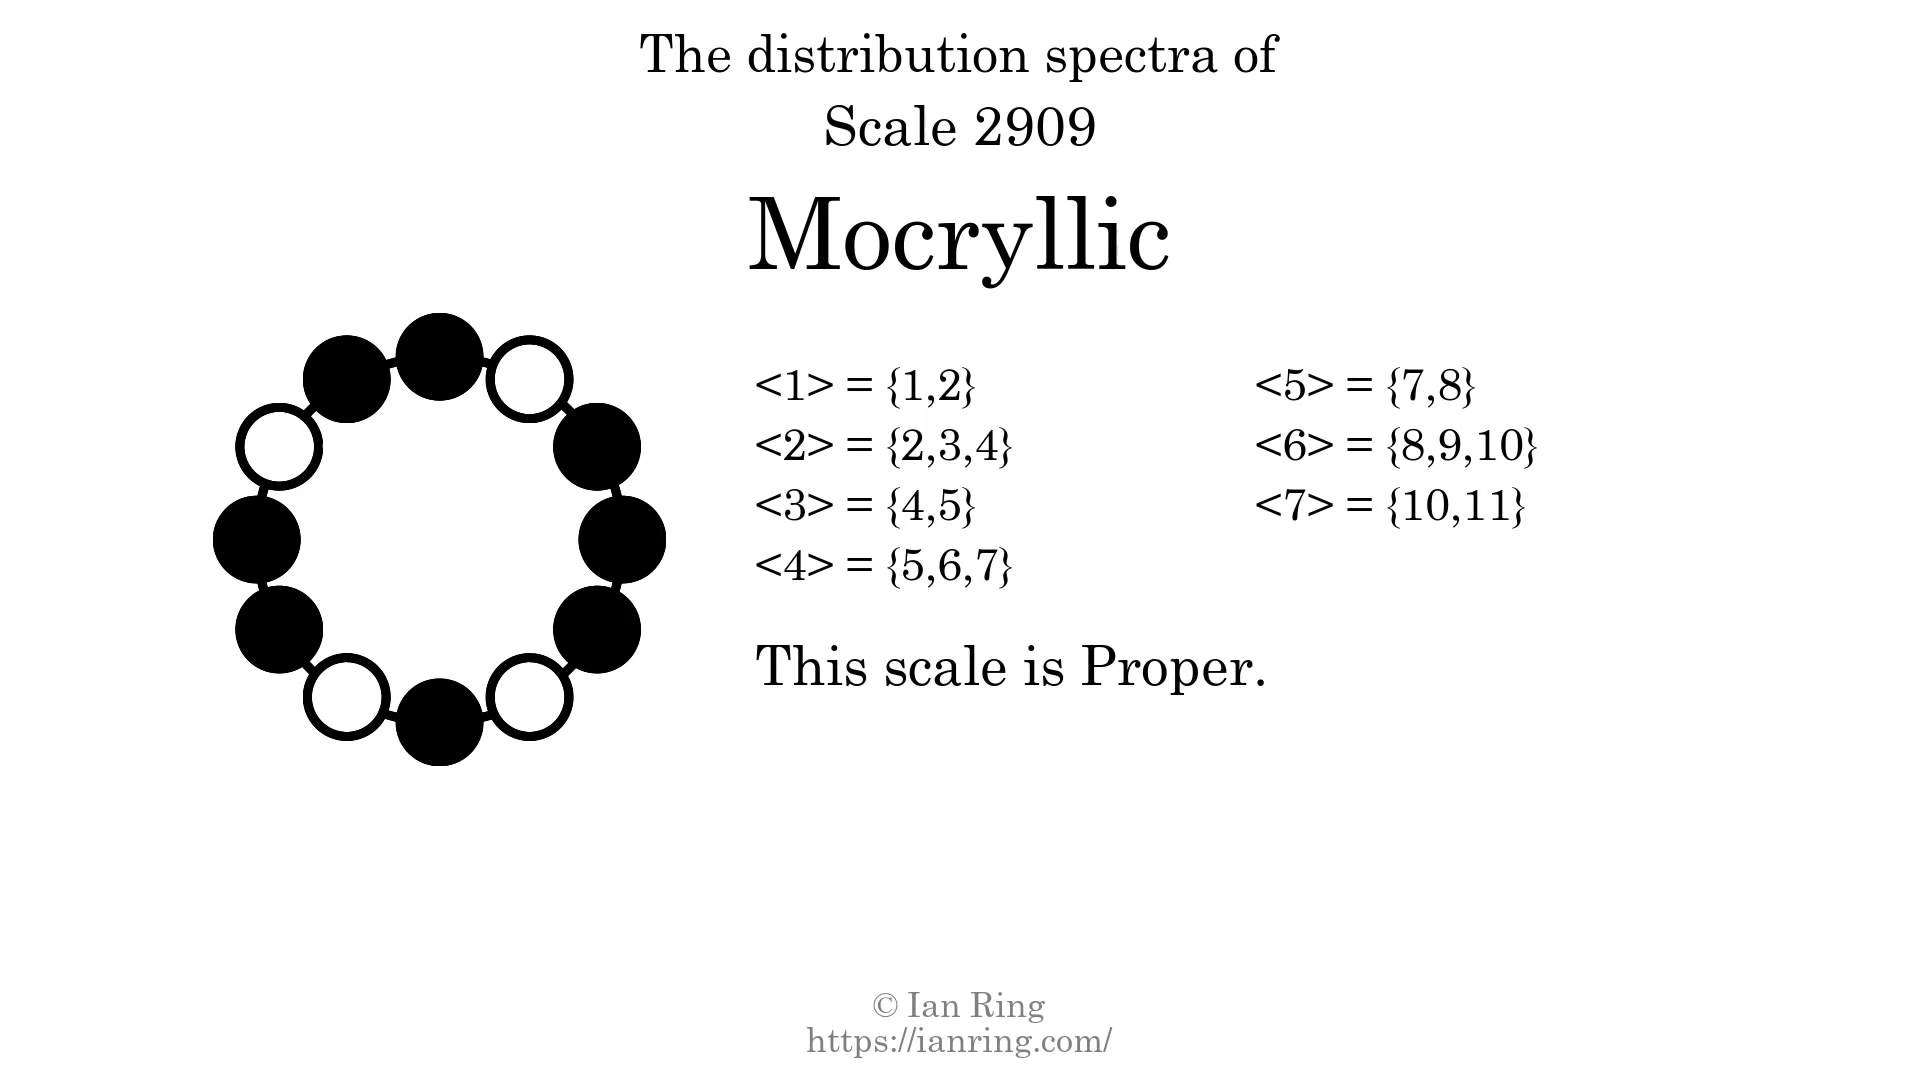 The distribution spectra of
Scale 2909
Mocryllic
<1> = {1,2}
<2> = {2,3,4}
<3> = {4,5}
<4> = {5,6,7}
<5> = {7,8}
<6> = {8,9,10}
<7> = {10,11}
This scale is Proper.
© Ian Ring
https://ianring.com/